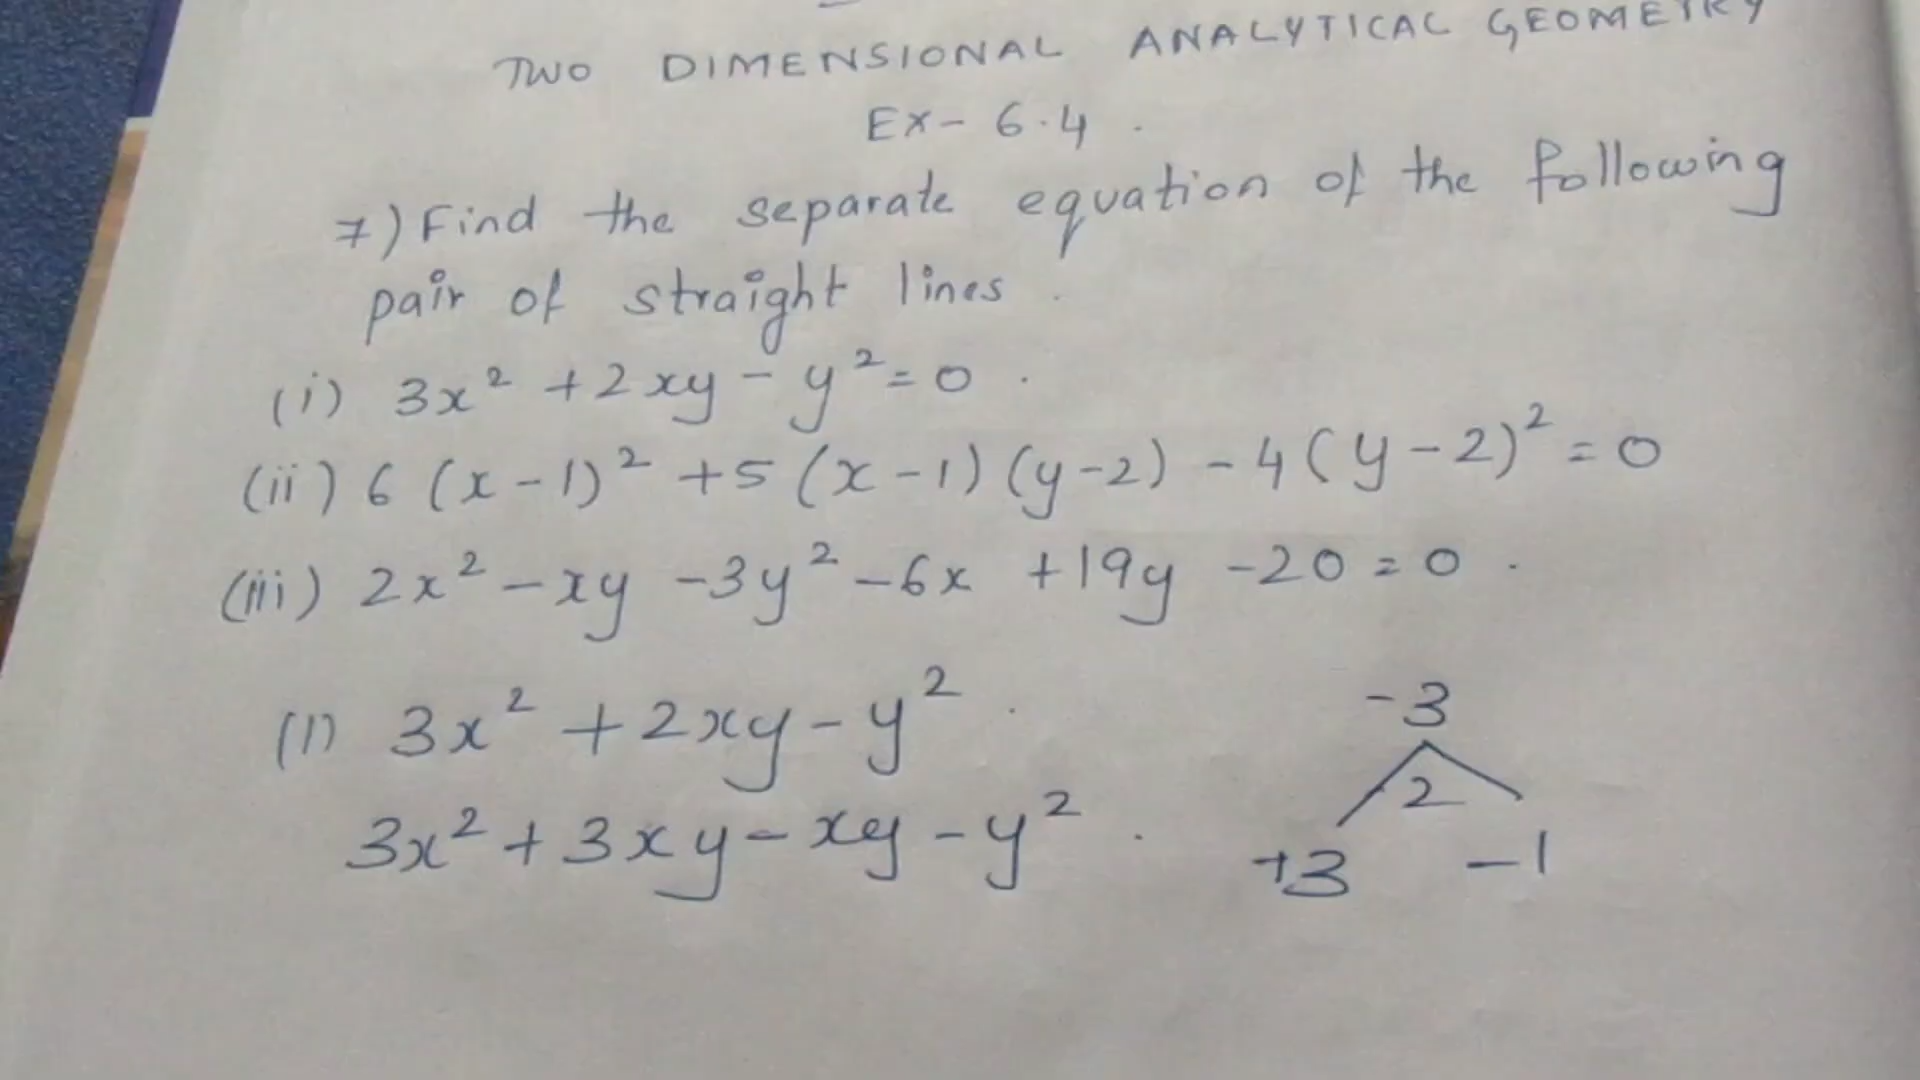 TWO DIMENSIONAL ANALYTICAL GEOMETRY
EX- 6.4.
7) Find the separate equation of the following
pair of straight lines.
(i) 3x² + 2xy - y² = 0.
(ii) 6 (x - 1)² + 5 (x - 1) (y - 2) - 4 (y - 2)² = 0
(iii) 2x² - xy - 3y² - 6x + 19y - 20 = 0.
(1) 3x² + 2xy - y².
-3
2
3x² + 3xy - xy - y².
+3 -1